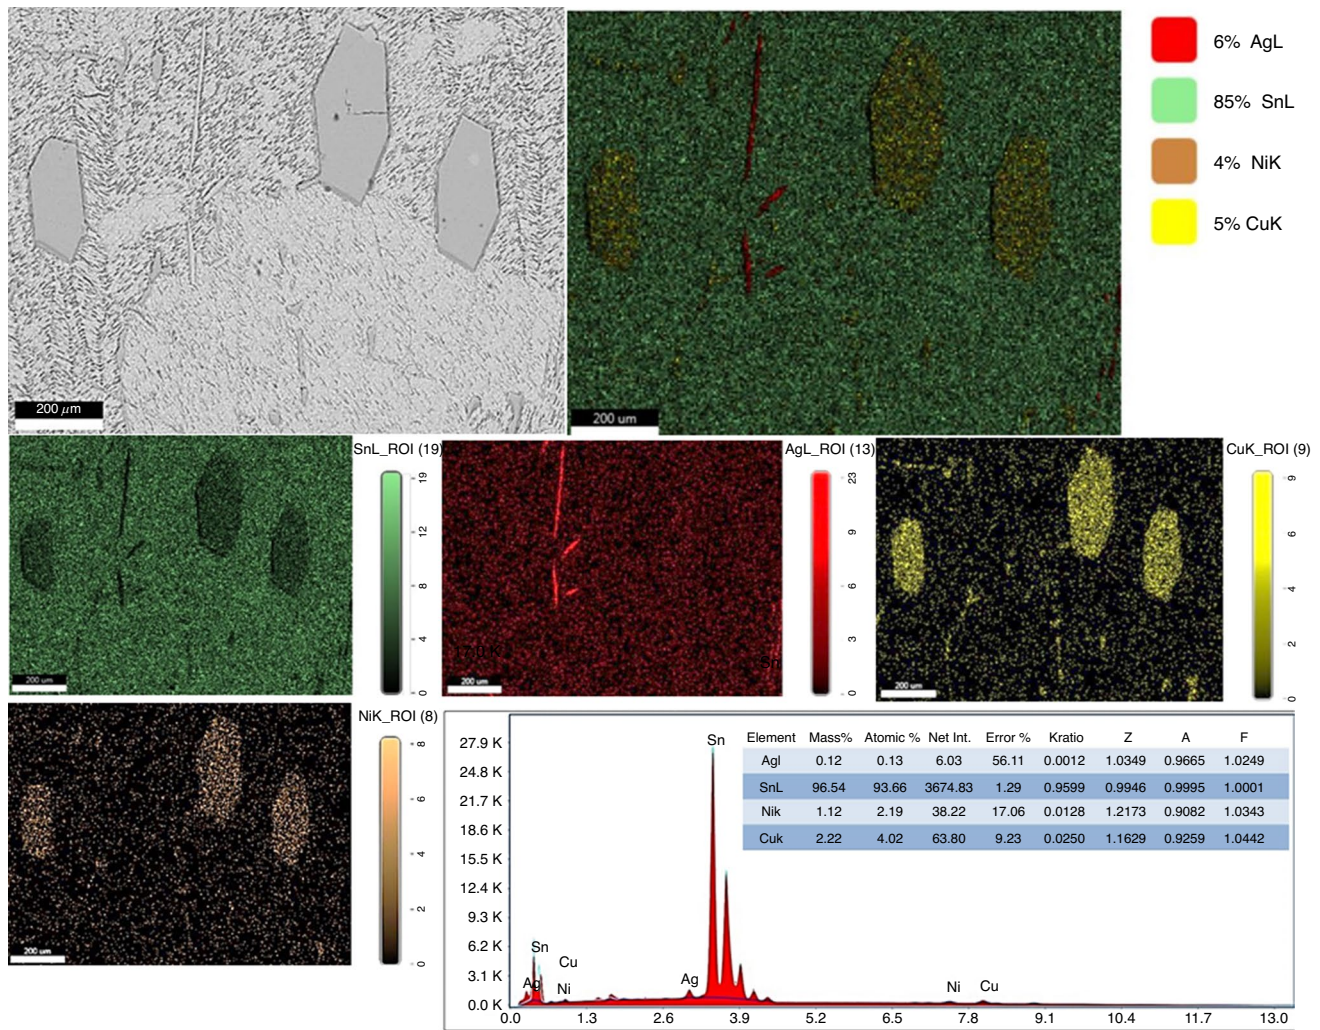 6% AgL
85% SnL
4% NiK
5% CuK
200 μm
200 um
SnL_ROI (19)
19
12
8
4
0
200 um
AgL_ROI (13)
23
9
6
3
0
Sn
200 um
CuK_ROI (9)
9
6
4
2
0
200 um
NiK_ROI (8)
8
6
4
2
0
200 um
27.9 K
24.8 K
21.7 K
18.6 K
15.5 K
12.4 K
9.3 K
6.2 K
3.1 K
0.0 K
0.0 1.3 2.6 3.9 5.2 6.5 7.8 9.1 10.4 11.7 13.0
Sn
Sn
Cu
Ag
Ni
Ag
Ni
Cu
Element Mass% Atomic % Net Int. Error % Kratio Z A F
Agl 0.12 0.13 6.03 56.11 0.0012 1.0349 0.9665 1.0249
SnL 96.54 93.66 3674.83 1.29 0.9599 0.9946 0.9995 1.0001
Nik 1.12 2.19 38.22 17.06 0.0128 1.2173 0.9082 1.0343
Cuk 2.22 4.02 63.80 9.23 0.0250 1.1629 0.9259 1.0442